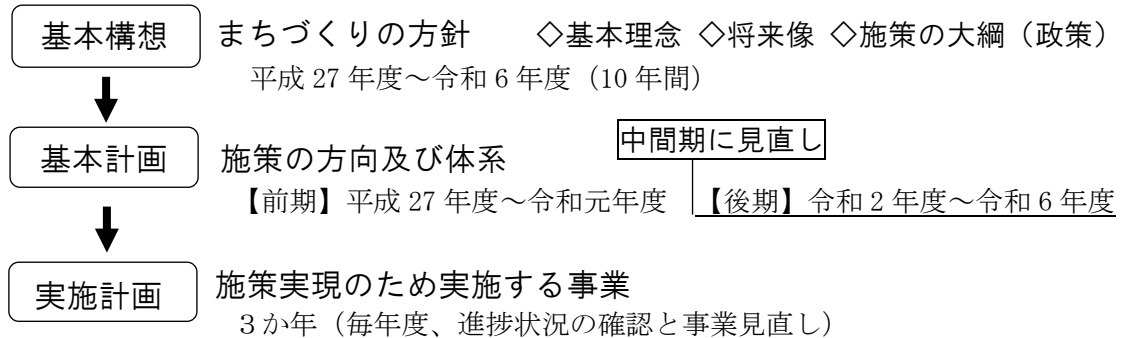 基本構想 まちづくりの方針 ◇基本理念 ◇将来像 ◇施策の大綱（政策）
平成 27 年度～令和 6 年度（10 年間）
中間期に見直し
基本計画 施策の方向及び体系
【前期】平成 27 年度～令和元年度 【後期】令和 2 年度～令和 6 年度
実施計画 施策実現のため実施する事業
３か年（毎年度、進捗状況の確認と事業見直し）